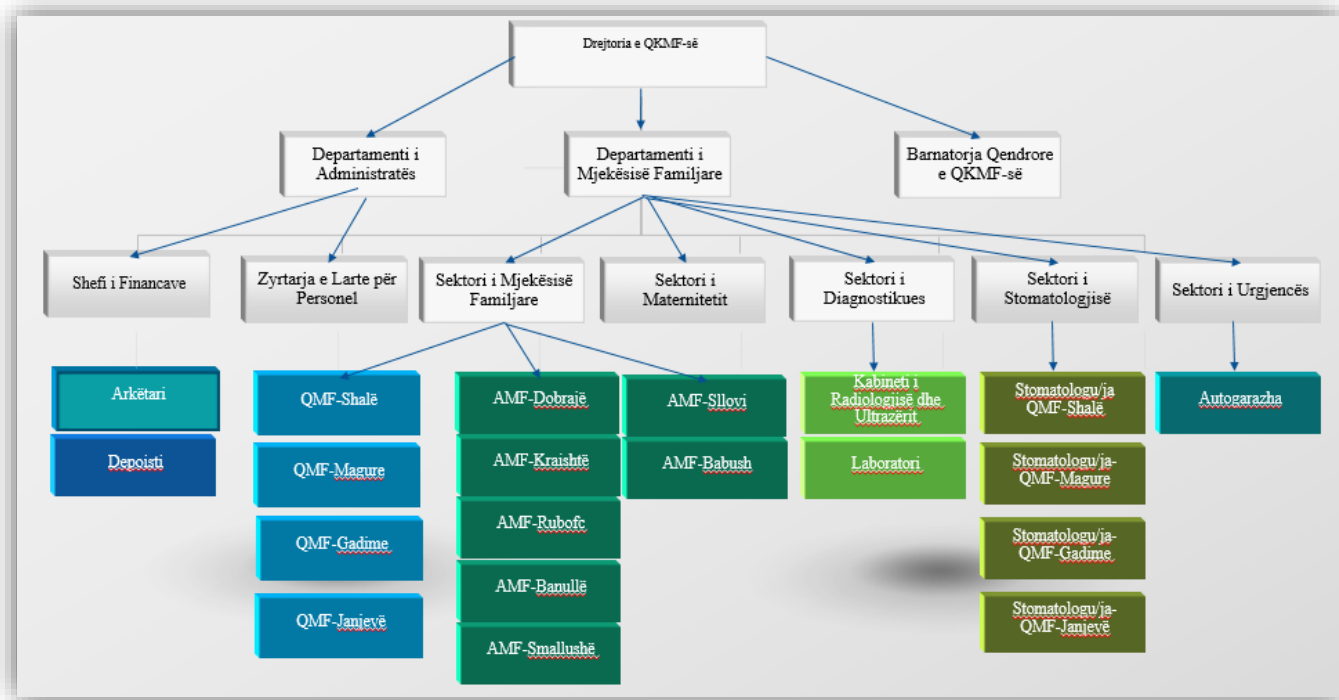 Drejtoria e QKMF-së
Departamenti i
Administratës
Departamenti i
Mjekësisë Familjare
Barnatorja Qendrore
e QKMF-së
Shefi i Financave
Zyrtarja e Larte për
Personel
Sektori i Mjekësisë
Familjare
Sektori i
Maternitetit
Sektori i
Diagnostikues
Sektori i
Stomatologjisë
Sektori i Urgjencës
Arkëtari
Depoisti
QMF-Shalë
QMF-Magure
QMF-Gadime
QMF-Janjevë
AMF-Dobrajë
AMF-Kraishtë
AMF-Rubofc
AMF-Banullë
AMF-Smallushë
AMF-Sllovi
AMF-Babush
Kabineti i
Radiologjisë dhe
Ultrazërit
Laboratori
Stomatologu/ja
QMF-Shalë
Stomatologu/ja-
QMF-Magure
Stomatologu/ja-
QMF-Gadime
Stomatologu/ja-
QMF-Janjevë
Autogarazha